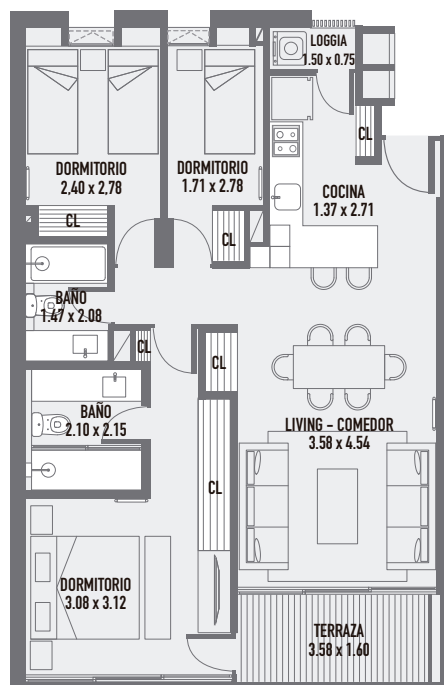 LOGGIA
1.50 x 0.75
CL
DORMITORIO
2,40 x 2,78
DORMITORIO
1.71 x 2.78
COCINA
1.37 x 2.71
CL
CL
BAÑO
1.47 x 2.08
CL
CL
BAÑO
2.10 x 2.15
LIVING - COMEDOR
3.58 x 4.54
CL
DORMITORIO
3.08 x 3.12
TERRAZA
3.58 x 1.60